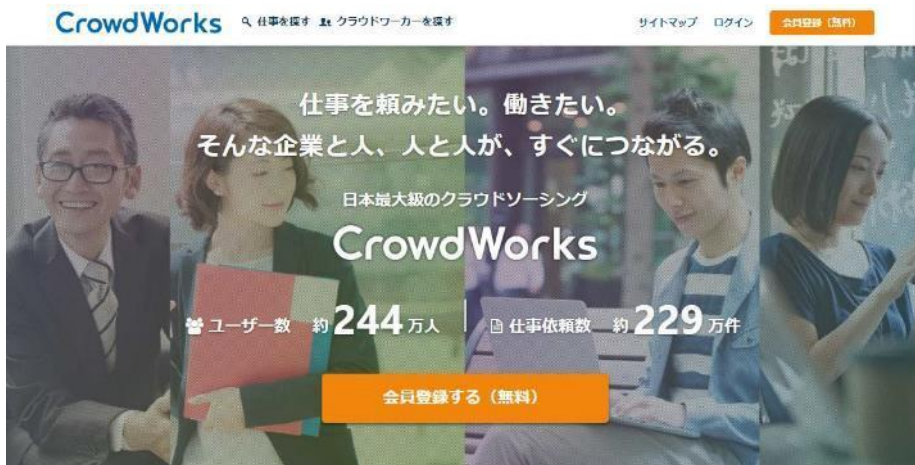 CrowdWorks 仕事を探す クラウドワーカーを探す サイトマップ ログイン 会員登録（無料）
仕事を頼みたい。働きたい。
そんな企業と人、人と人が、すぐにつながる。
日本最大級のクラウドソーシング
CrowdWorks
ユーザー数 約244万人 仕事依頼数 約229万件
会員登録する（無料）